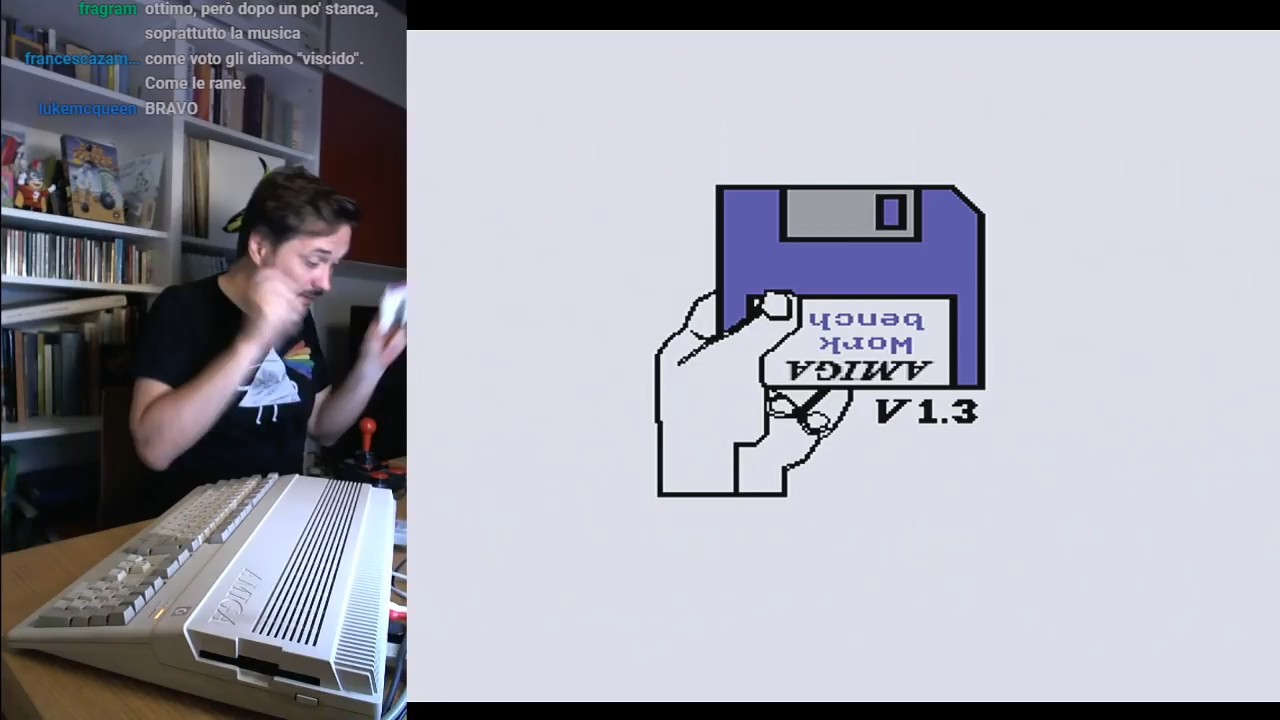 fragram ottimo, però dopo un po' stanca,
soprattutto la musica
francescazam... come voto gli diamo "viscido".
Come le rane.
lukemcqueen BRAVO
Work
bench
AMIGA
V1.3
AMIGA